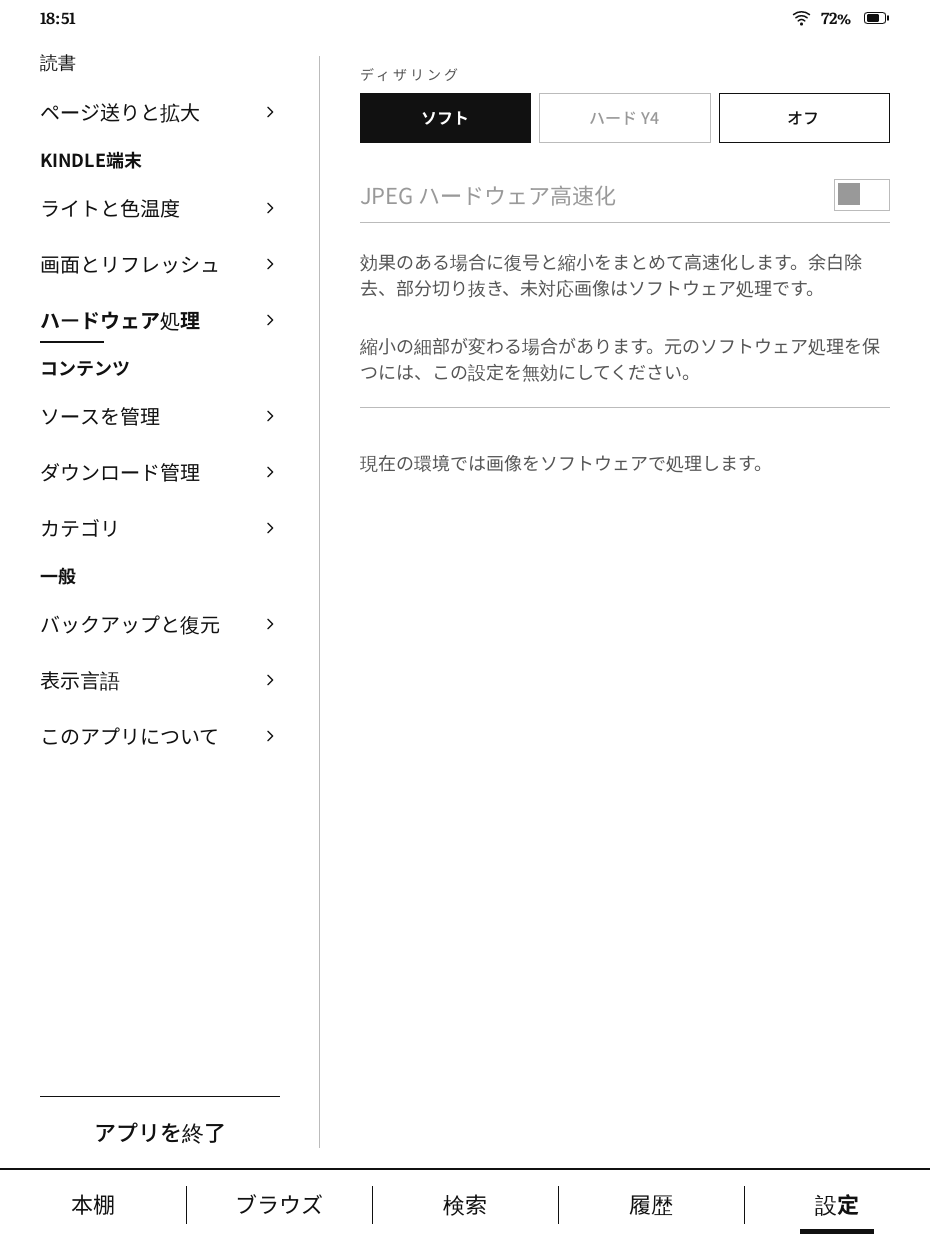 18:51
72%
読書
ページ送りと拡大
KINDLE端末
ライトと色温度
画面とリフレッシュ
ハードウェア処理
コンテンツ
ソースを管理
ダウンロード管理
カテゴリ
一般
バックアップと復元
表示言語
このアプリについて
アプリを終了
ディザリング
ソフト
ハード Y4
オフ
JPEG ハードウェア高速化
効果のある場合に復号と縮小をまとめて高速化します。余白除
去、部分切り抜き、未対応画像はソフトウェア処理です。
縮小の細部が変わる場合があります。元のソフトウェア処理を保
つには、この設定を無効にしてください。
現在の環境では画像をソフトウェアで処理します。
本棚
ブラウズ
検索
履歴
設定